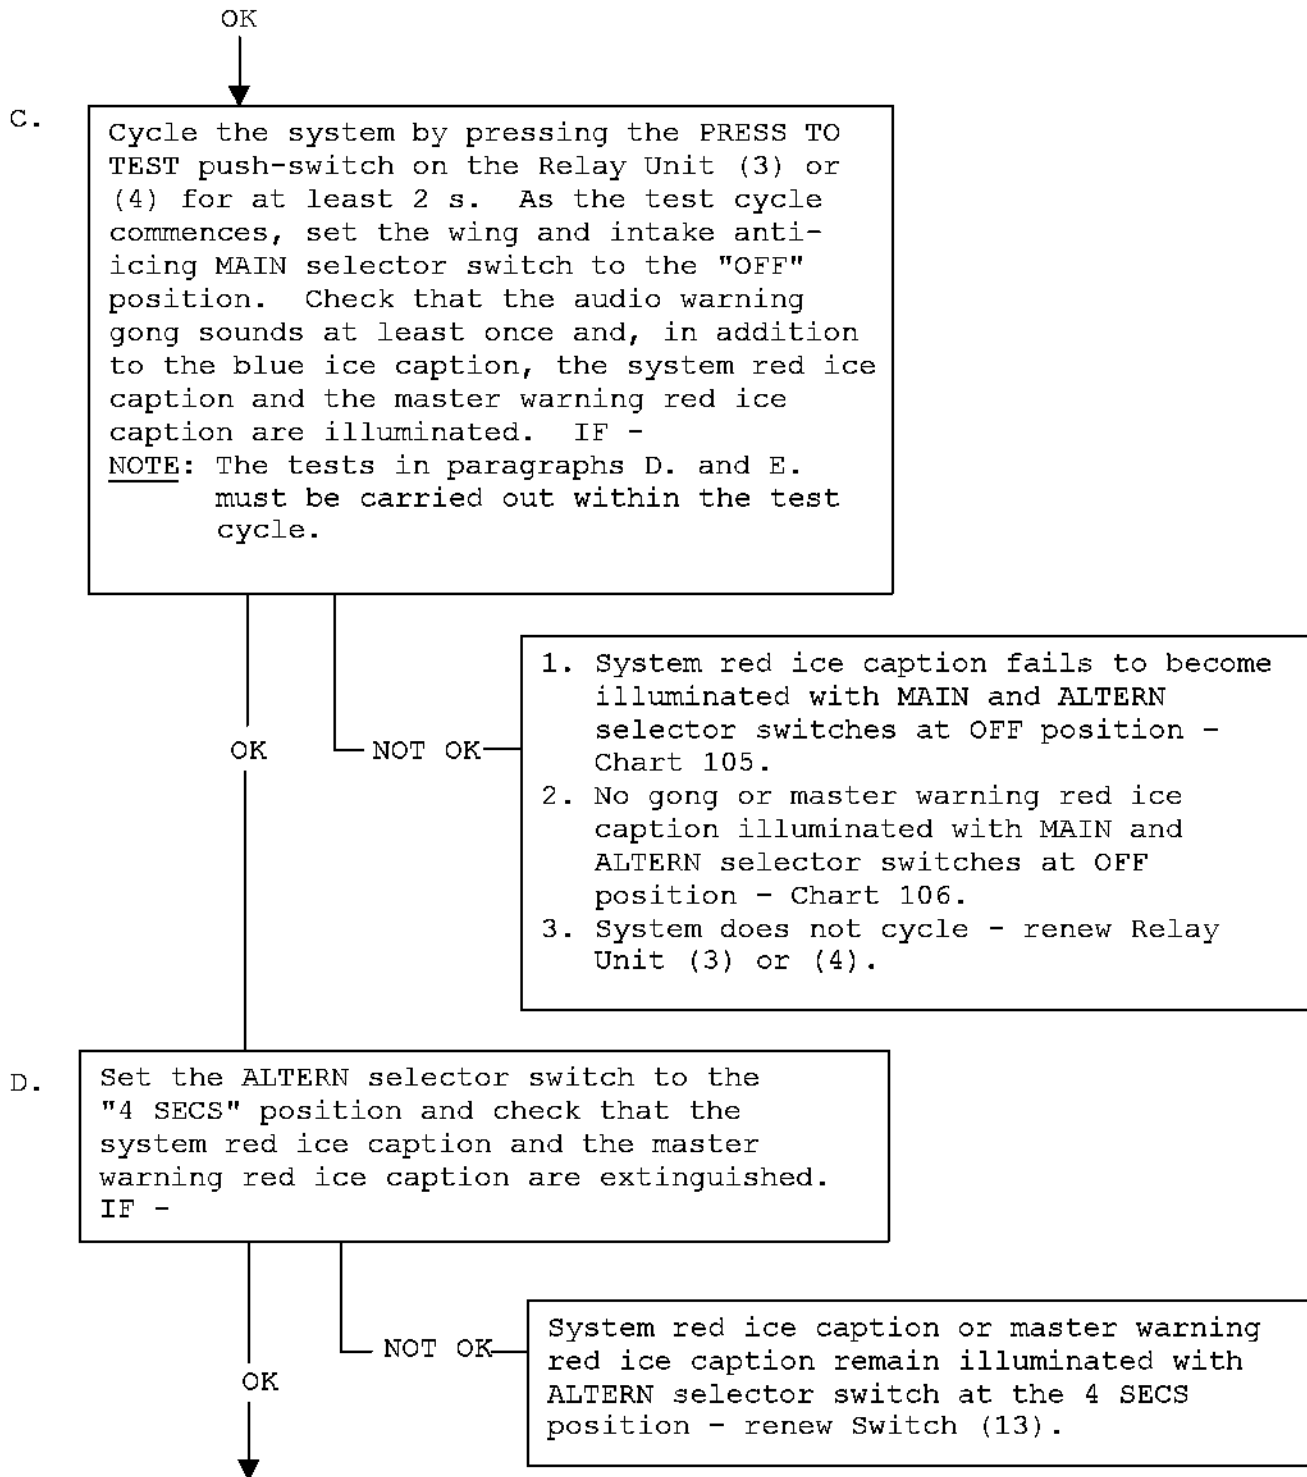 OK
C.
Cycle the system by pressing the PRESS TO
TEST push-switch on the Relay Unit (3) or
(4) for at least 2 s.  As the test cycle
commences, set the wing and intake anti-
icing MAIN selector switch to the "OFF"
position.  Check that the audio warning
gong sounds at least once and, in addition
to the blue ice caption, the system red ice
caption and the master warning red ice
caption are illuminated.  IF -
NOTE: The tests in paragraphs D. and E.
must be carried out within the test
cycle.
OK
NOT OK
1. System red ice caption fails to become
illuminated with MAIN and ALTERN
selector switches at OFF position -
Chart 105.
2. No gong or master warning red ice
caption illuminated with MAIN and
ALTERN selector switches at OFF
position - Chart 106.
3. System does not cycle - renew Relay
Unit (3) or (4).
D.
Set the ALTERN selector switch to the
"4 SECS" position and check that the
system red ice caption and the master
warning red ice caption are extinguished.
IF -
OK
NOT OK
System red ice caption or master warning
red ice caption remain illuminated with
ALTERN selector switch at the 4 SECS
position - renew Switch (13).